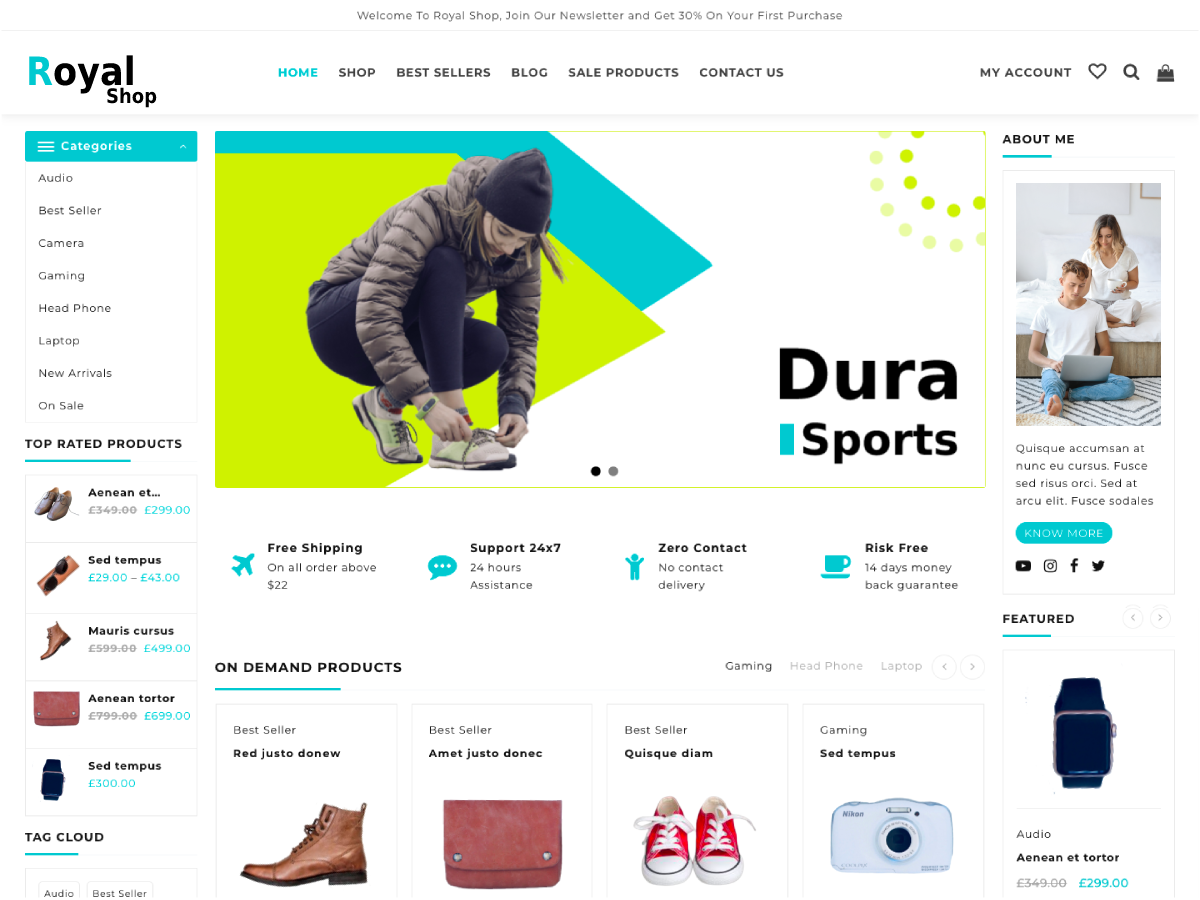 Welcome To Royal Shop, Join Our Newsletter and Get 30% On Your First Purchase
Royal
Shop
HOME SHOP BEST SELLERS BLOG SALE PRODUCTS CONTACT US
MY ACCOUNT
Categories
Audio
Best Seller
Camera
Gaming
Head Phone
Laptop
New Arrivals
On Sale
TOP RATED PRODUCTS
Aenean et...
£349.00 £299.00
Sed tempus
£29.00 – £43.00
Mauris cursus
£599.00 £499.00
Aenean tortor
£799.00 £699.00
Sed tempus
£300.00
TAG CLOUD
Audio Best Seller
Dura
Sports
Free Shipping
On all order above
$22
Support 24x7
24 hours
Assistance
Zero Contact
No contact
delivery
Risk Free
14 days money
back guarantee
ON DEMAND PRODUCTS
Gaming Head Phone Laptop
Best Seller
Red justo donew
Best Seller
Amet justo donec
Best Seller
Quisque diam
Gaming
Sed tempus
Nikon
ABOUT ME
Quisque accumsan at
nunc eu cursus. Fusce
sed risus orci. Sed at
arcu elit. Fusce sodales
KNOW MORE
FEATURED
Audio
Aenean et tortor
£349.00 £299.00